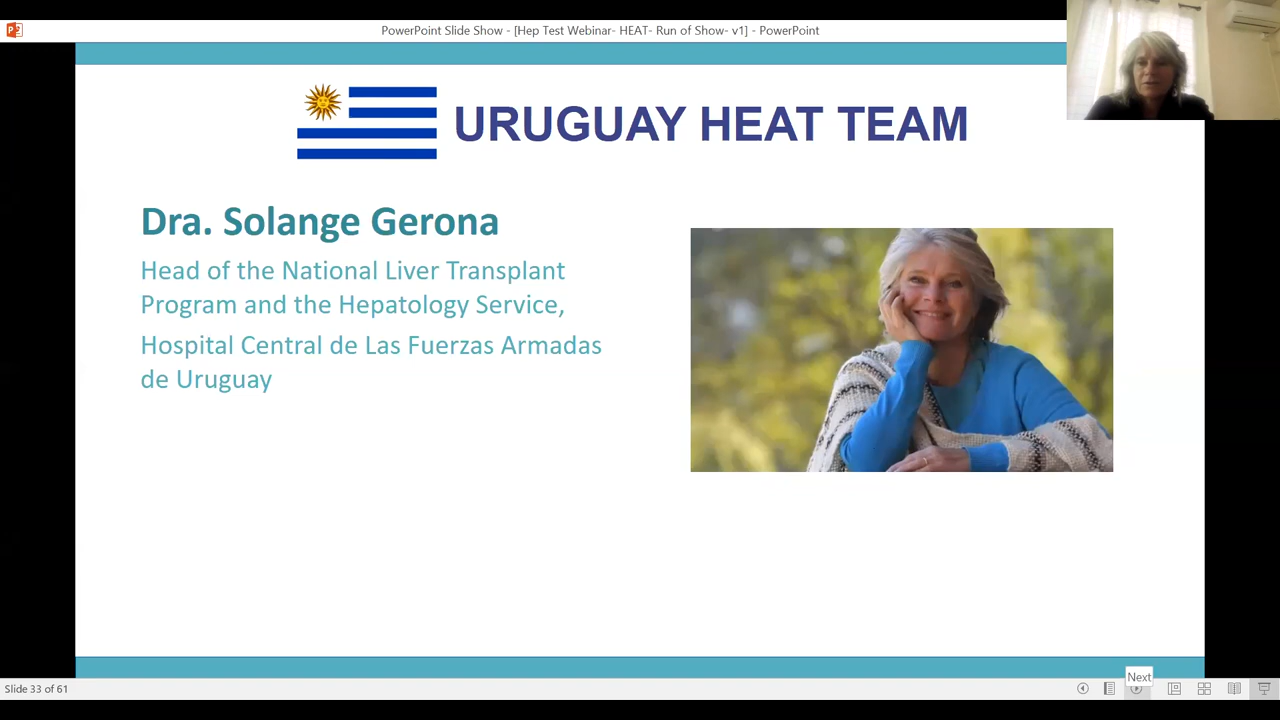 PowerPoint Slide Show - [Hep Test Webinar- HEAT- Run of Show- v1] - PowerPoint
URUGUAY HEAT TEAM
Dra. Solange Gerona
Head of the National Liver Transplant
Program and the Hepatology Service,
Hospital Central de Las Fuerzas Armadas
de Uruguay
Next
Slide 33 of 61